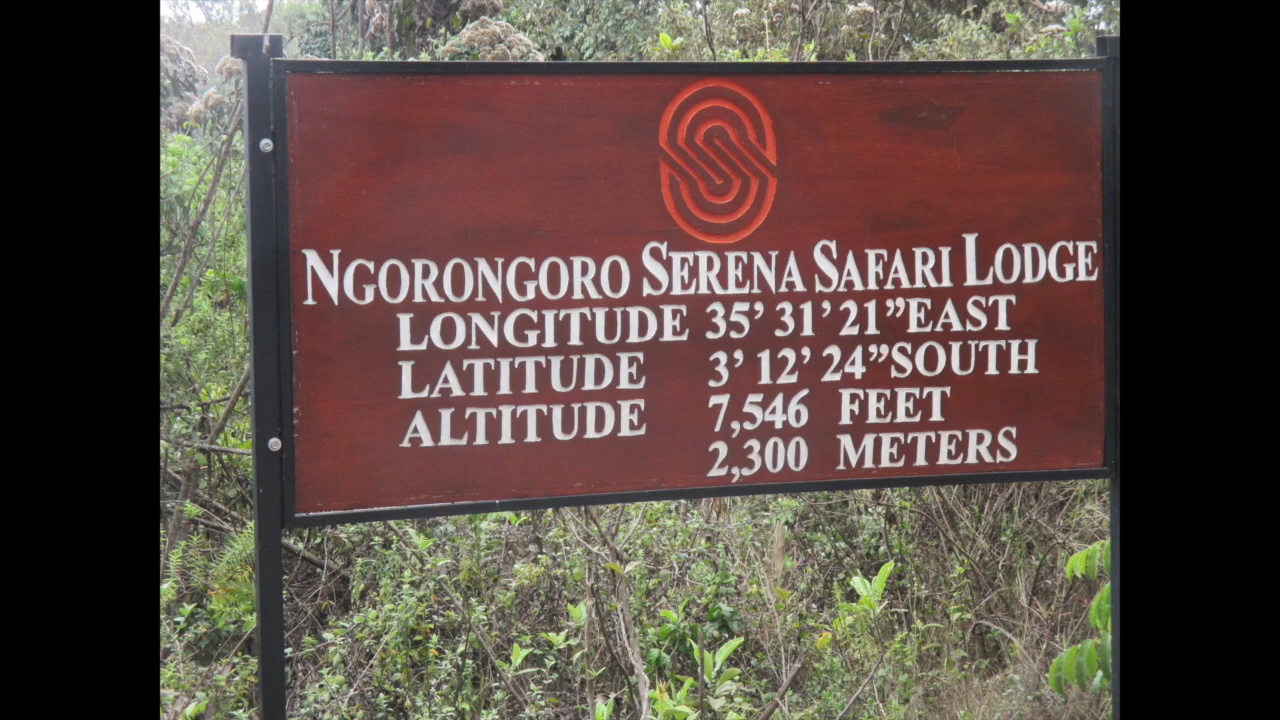 NGORONGORO SERENA SAFARI LODGE
LONGITUDE 35’ 31’ 21”EAST
LATITUDE 3’ 12’ 24”SOUTH
ALTITUDE 7,546 FEET
2,300 METERS